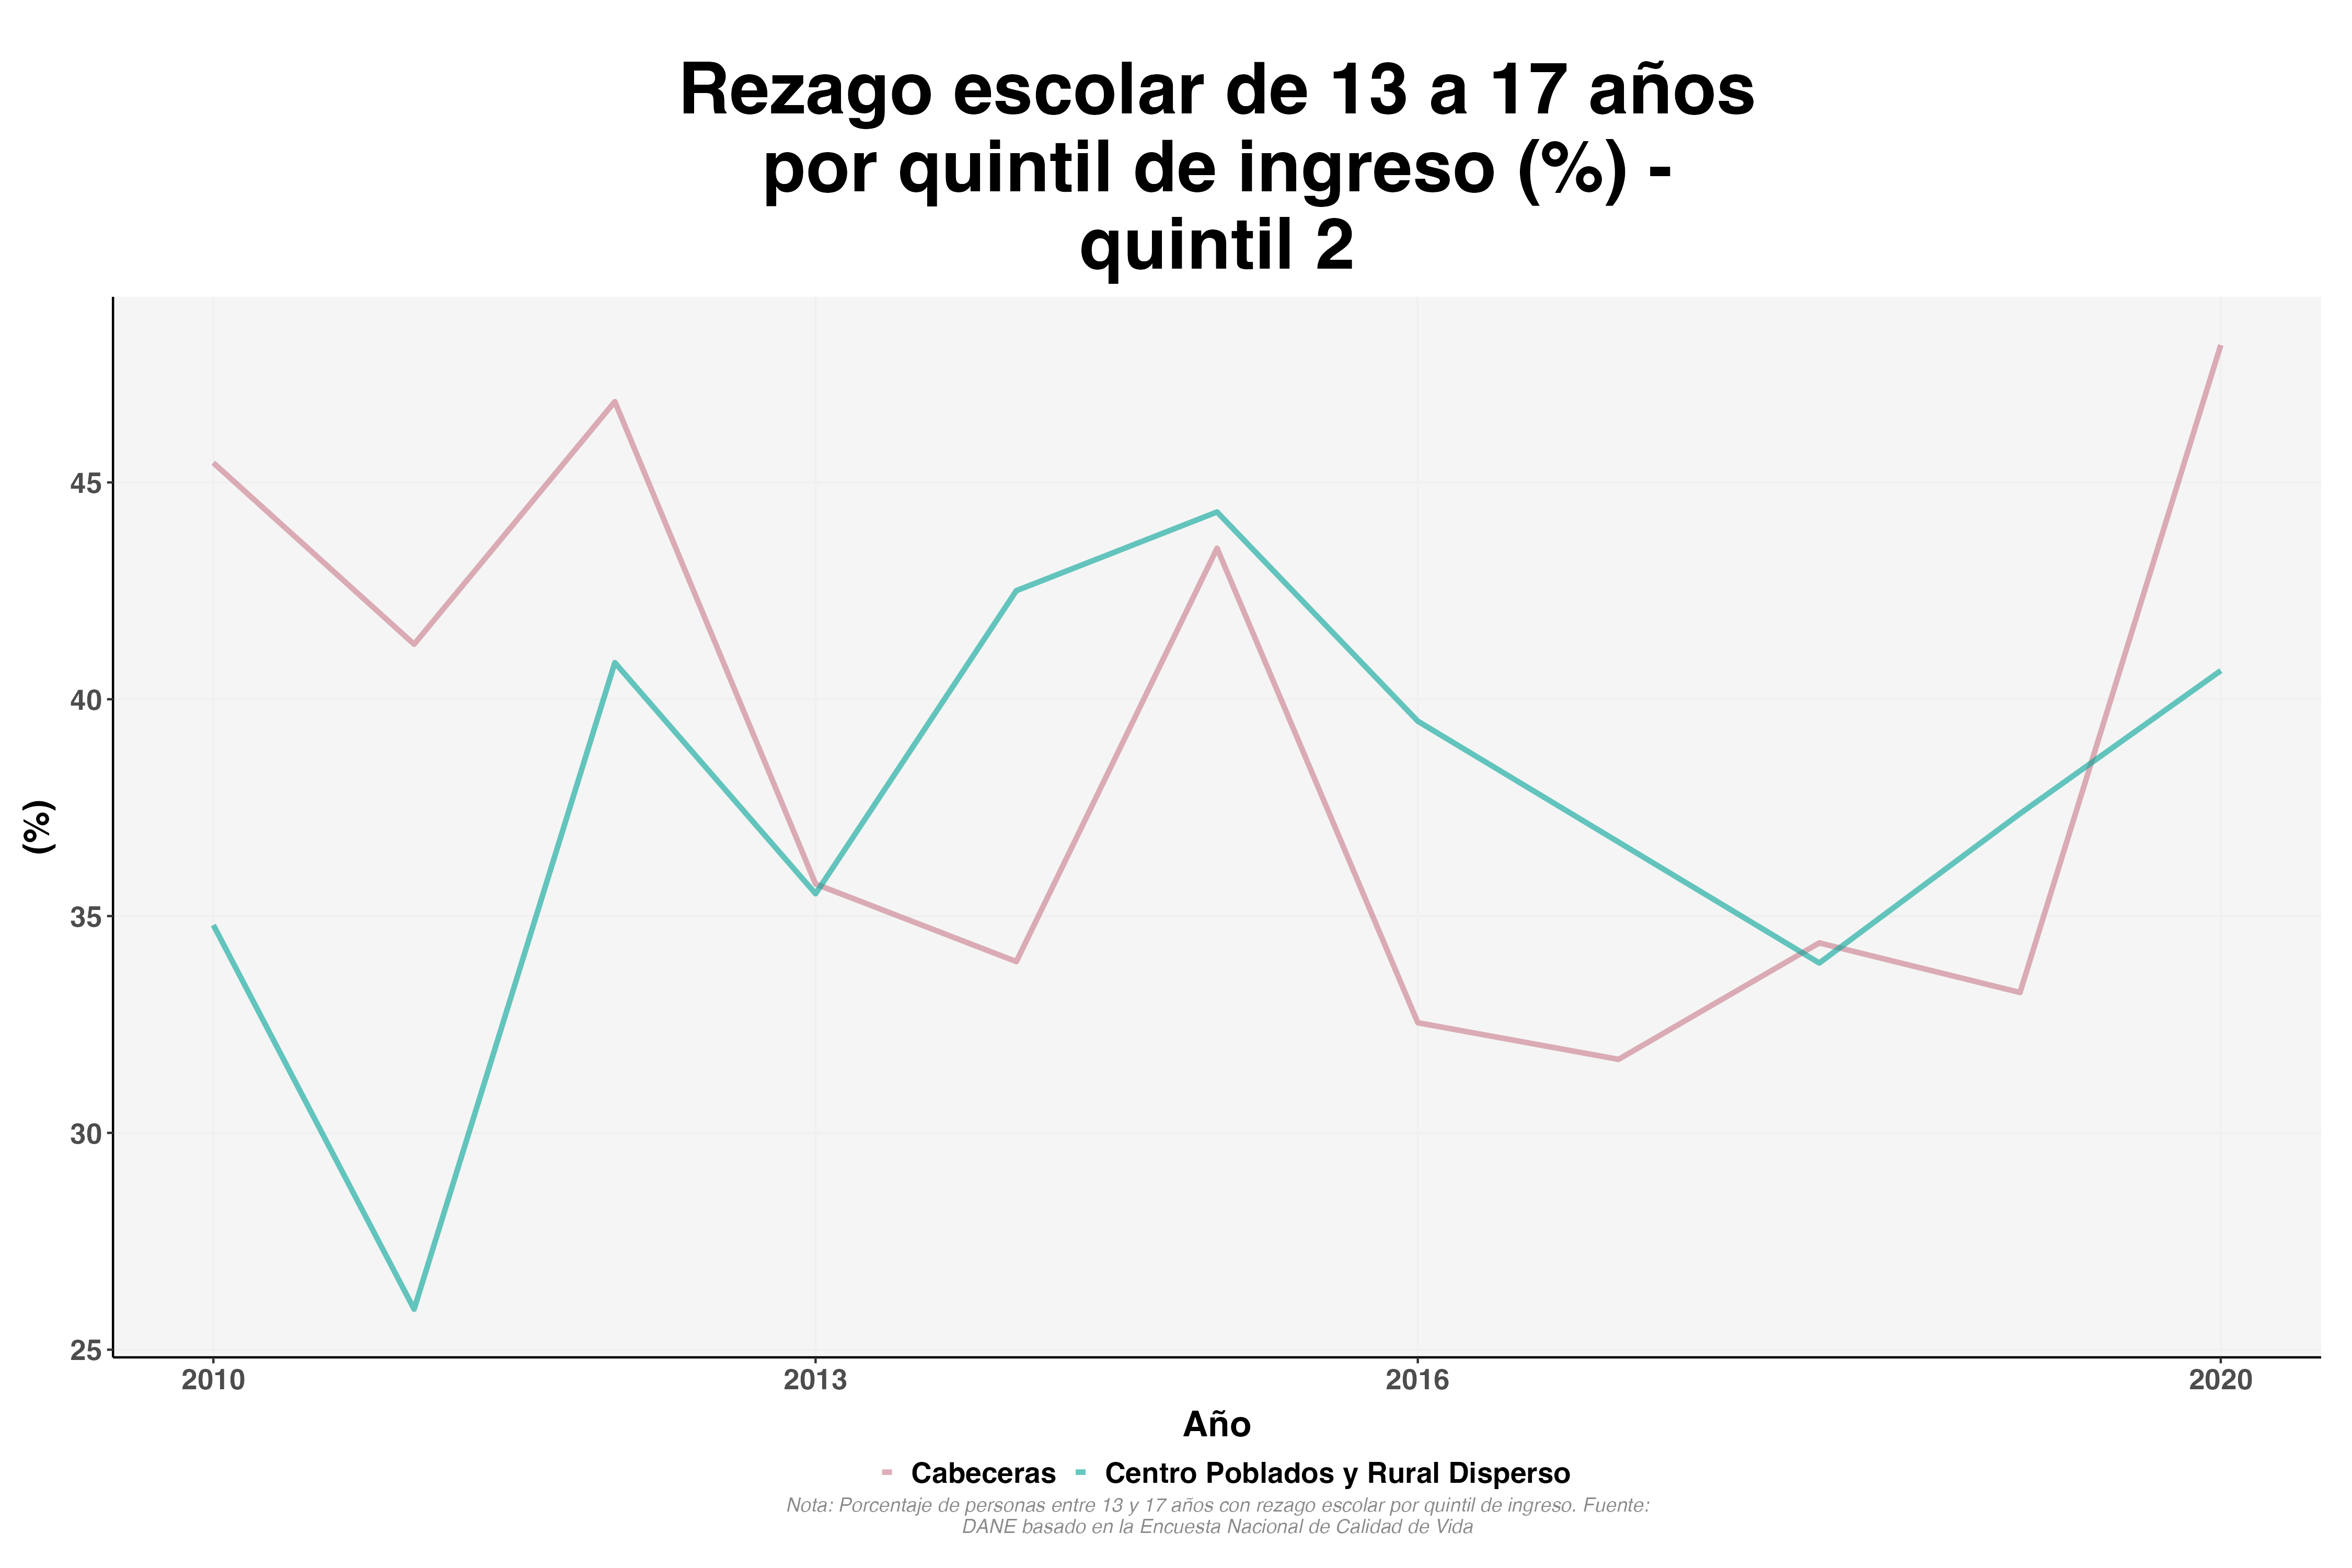 Rezago escolar de 13 a 17 años
por quintil de ingreso (%) -
quintil 2
(%)
45
40
35
30
25
2010 2013 2016 2020
Año
Cabeceras Centro Poblados y Rural Disperso
Nota: Porcentaje de personas entre 13 y 17 años con rezago escolar por quintil de ingreso. Fuente:
DANE basado en la Encuesta Nacional de Calidad de Vida